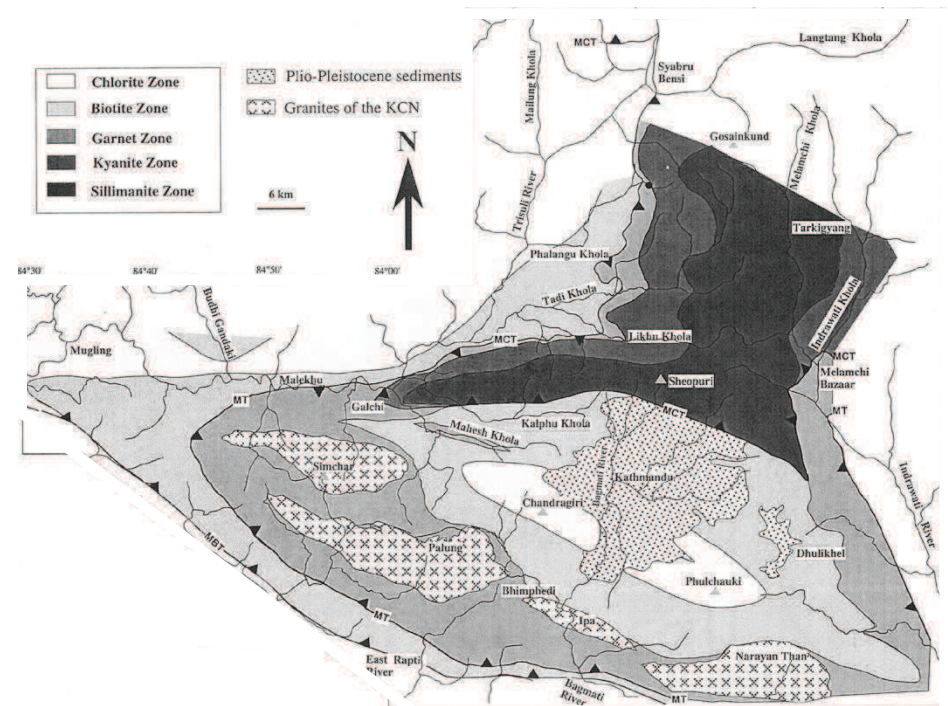 Chlorite Zone
Biotite Zone
Garnet Zone
Kyanite Zone
Sillimanite Zone
Plio-Pleistocene sediments
Granites of the KCN
N
6 km
84°30'
84°40'
84°50'
84°00'
MCT
Langtang Khola
Syabru
Bensi
Mailung Khola
Gosainkund
Melamchi Khola
Trisuli River
Tarkigyang
Phalangu Khola
Tadi Khola
Indrawati Khola
Budhi Gandaki
MCT
Likhu Khola
Mugling
MCT
Malekhu
Sheopuri
Melamchi
Bazaar
MT
Galchi
MT
MCT
Kalphu Khola
Mahesh Khola
Simchar
Bagmati River
Kathmandu
Indrawati
River
Chandragiri
MBT
Palung
Dhulikhel
Phulchauki
Bhimphedi
MT
Ipa
East Rapti
River
Narayan Than
Bagmati
River
MT